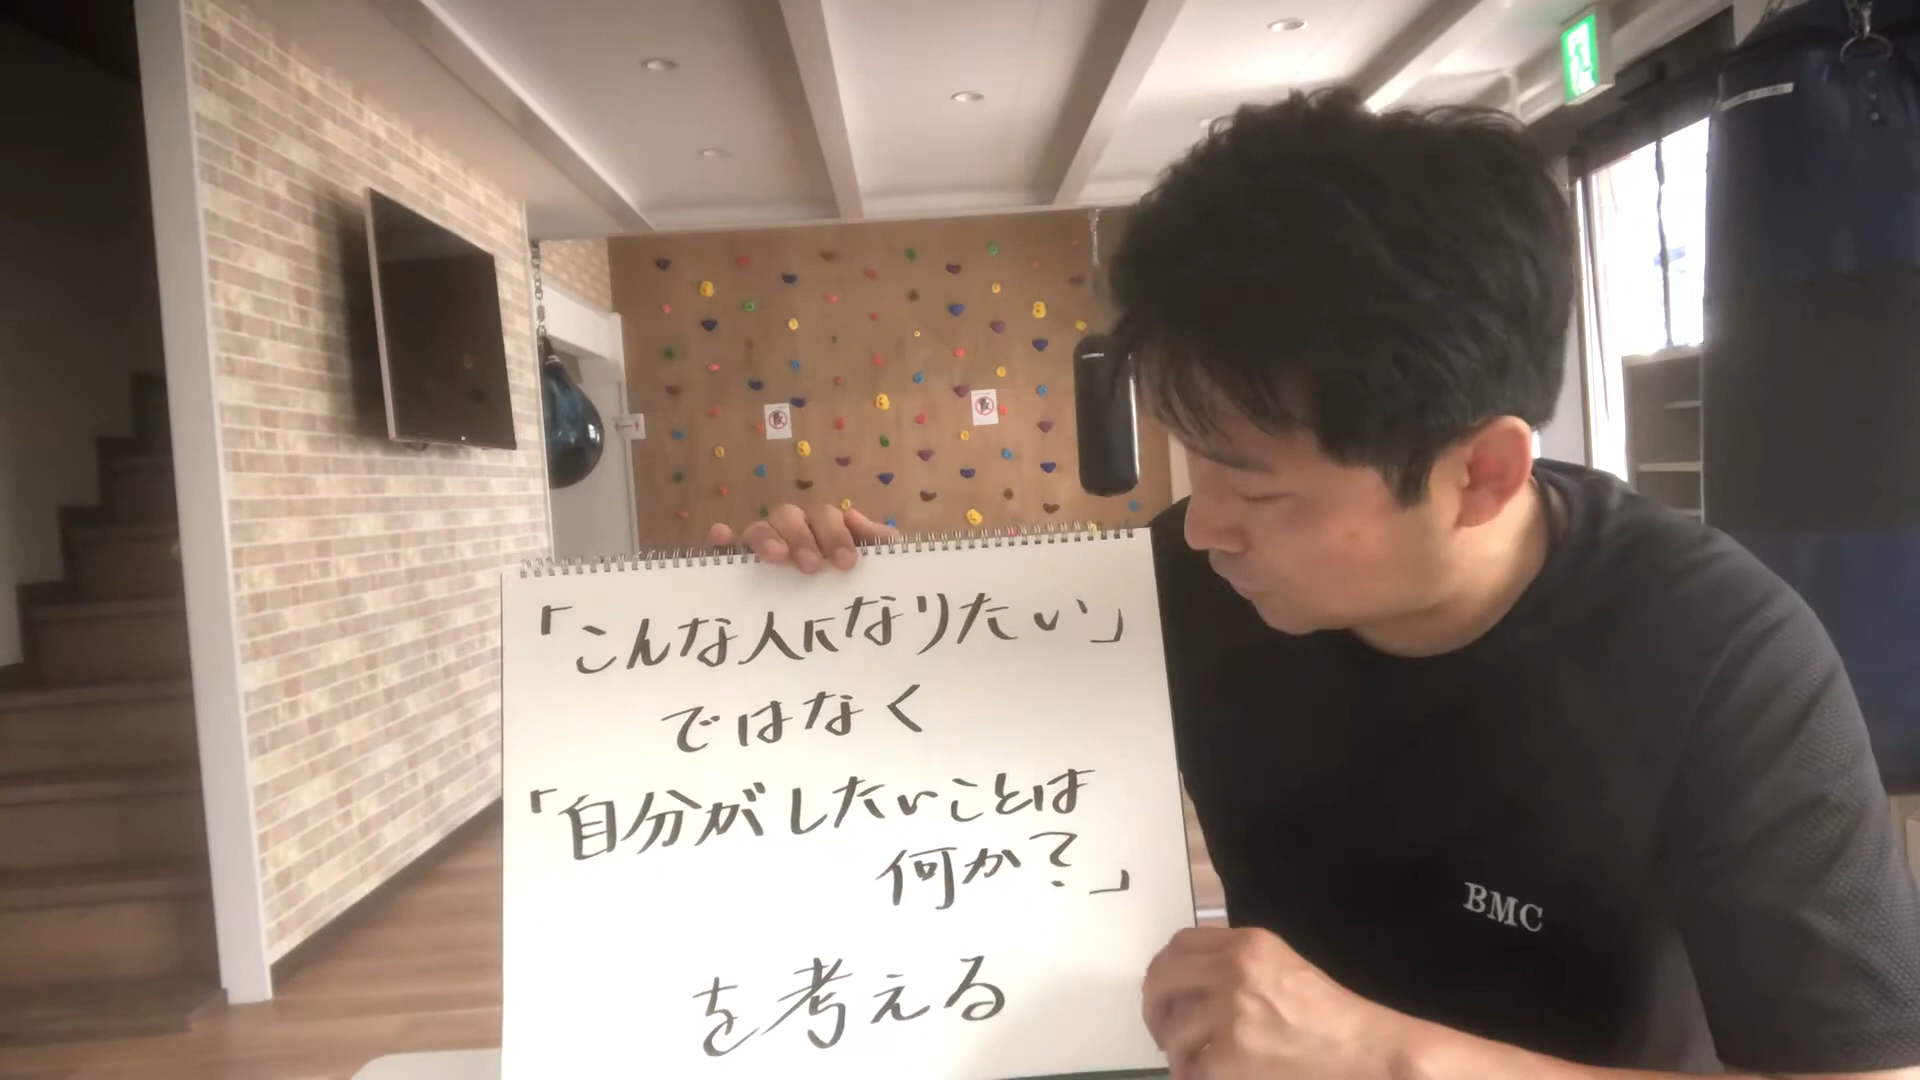 「こんな人になりたい」
ではなく
「自分がしたいことは
何か?」
を考える
BMC